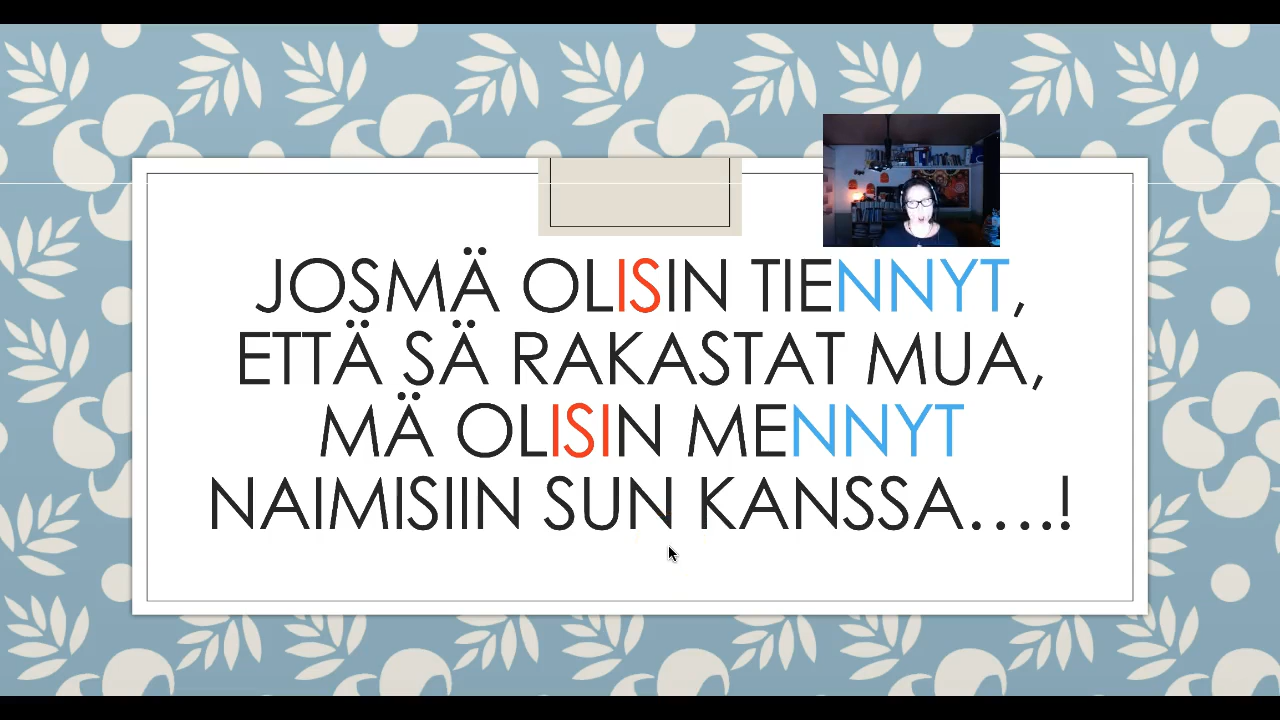 JOSMÄ OLISIN TIENNYT,
ETTÄ SÄ RAKASTAT MUA,
MÄ OLISIN MENNYT
NAIMISIIN SUN KANSSA….!